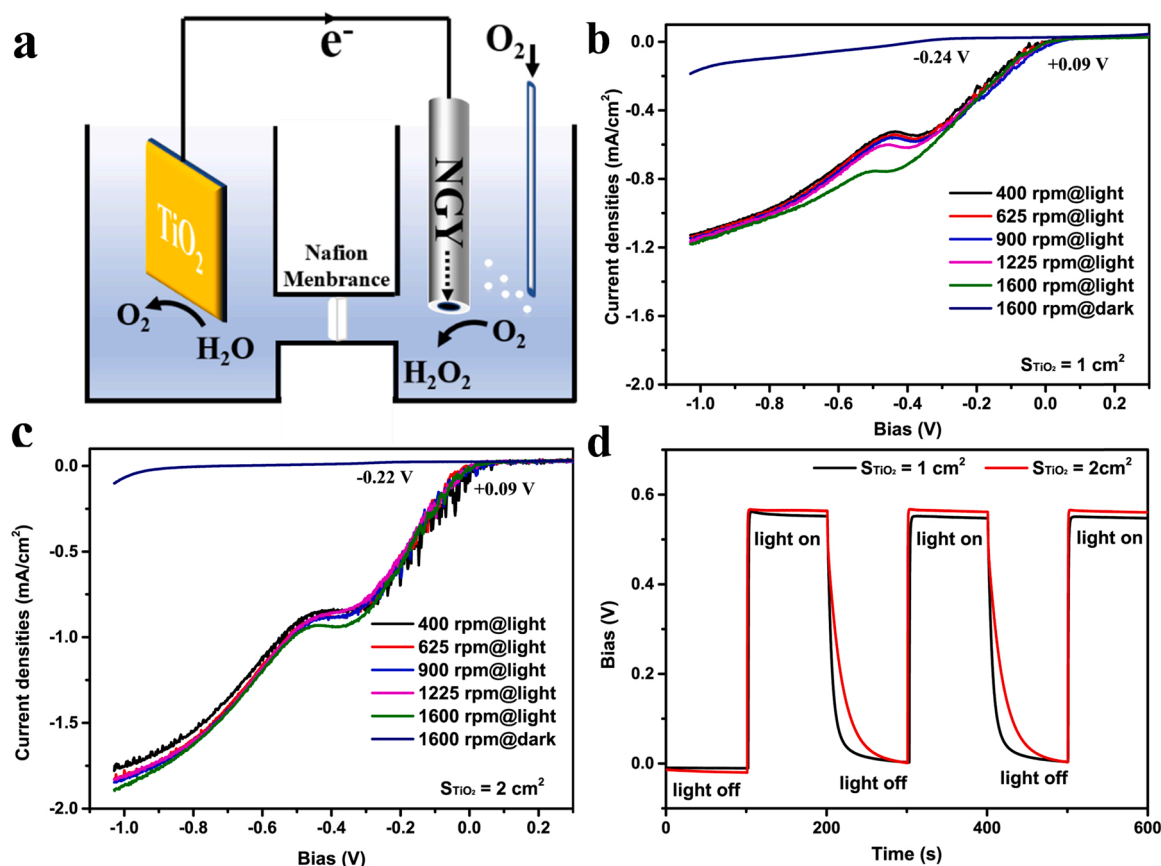 a
e-
O2
TiO2
Nafion
Menbrance
NGY
O2
H2O
O2
H2O2
b
0.0
-0.4
-0.8
-1.2
-1.6
-2.0
Current densities (mA/cm2)
-0.24 V
+0.09 V
400 rpm@light
625 rpm@light
900 rpm@light
1225 rpm@light
1600 rpm@light
1600 rpm@dark
STiO2 = 1 cm2
-1.0 -0.8 -0.6 -0.4 -0.2 0.0 0.2
Bias (V)
c
0.0
-0.5
-1.0
-1.5
-2.0
Current densities (mA/cm2)
-0.22 V
+0.09 V
400 rpm@light
625 rpm@light
900 rpm@light
1225 rpm@light
1600 rpm@light
1600 rpm@dark
STiO2 = 2 cm2
-1.0 -0.8 -0.6 -0.4 -0.2 0.0 0.2
Bias (V)
d
STiO2 = 1 cm2 STiO2 = 2cm2
0.6
0.4
0.2
0.0
Bias (V)
light on light on light on
light off light off light off
0 200 400 600
Time (s)